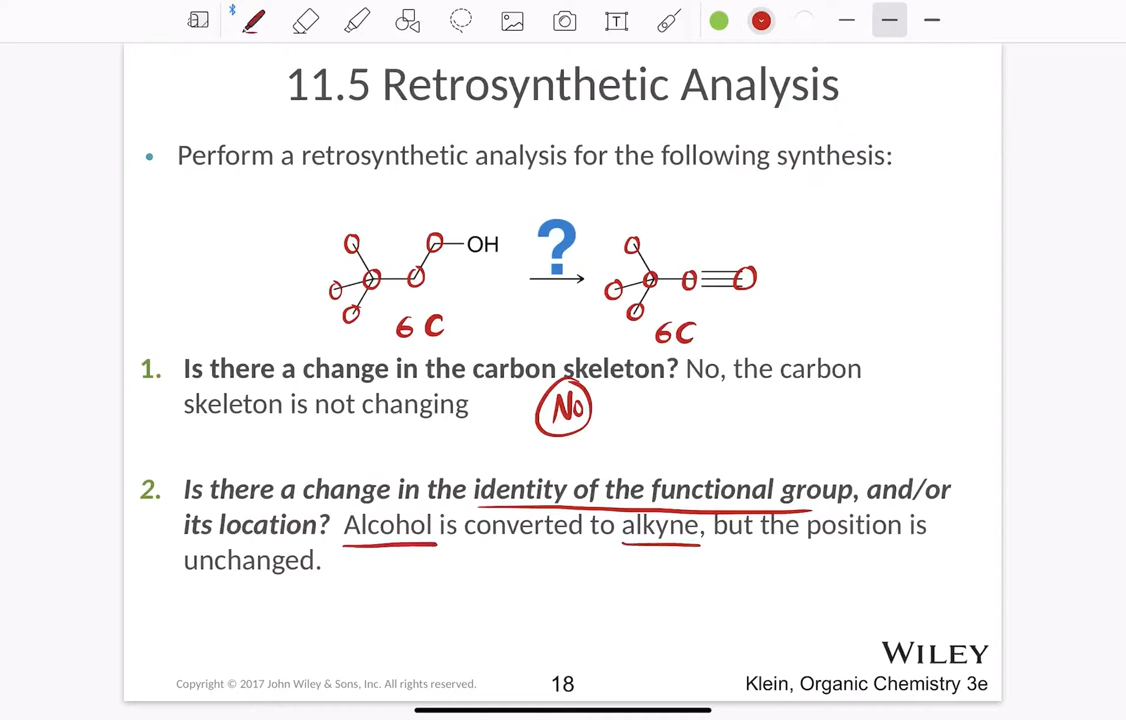 T
11.5 Retrosynthetic Analysis
• Perform a retrosynthetic analysis for the following synthesis:
OH ?
6 C 6C
1. Is there a change in the carbon skeleton? No, the carbon
skeleton is not changing
No
2. Is there a change in the identity of the functional group, and/or
its location? Alcohol is converted to alkyne, but the position is
unchanged.
WILEY
Copyright © 2017 John Wiley & Sons, Inc. All rights reserved. 18 Klein, Organic Chemistry 3e